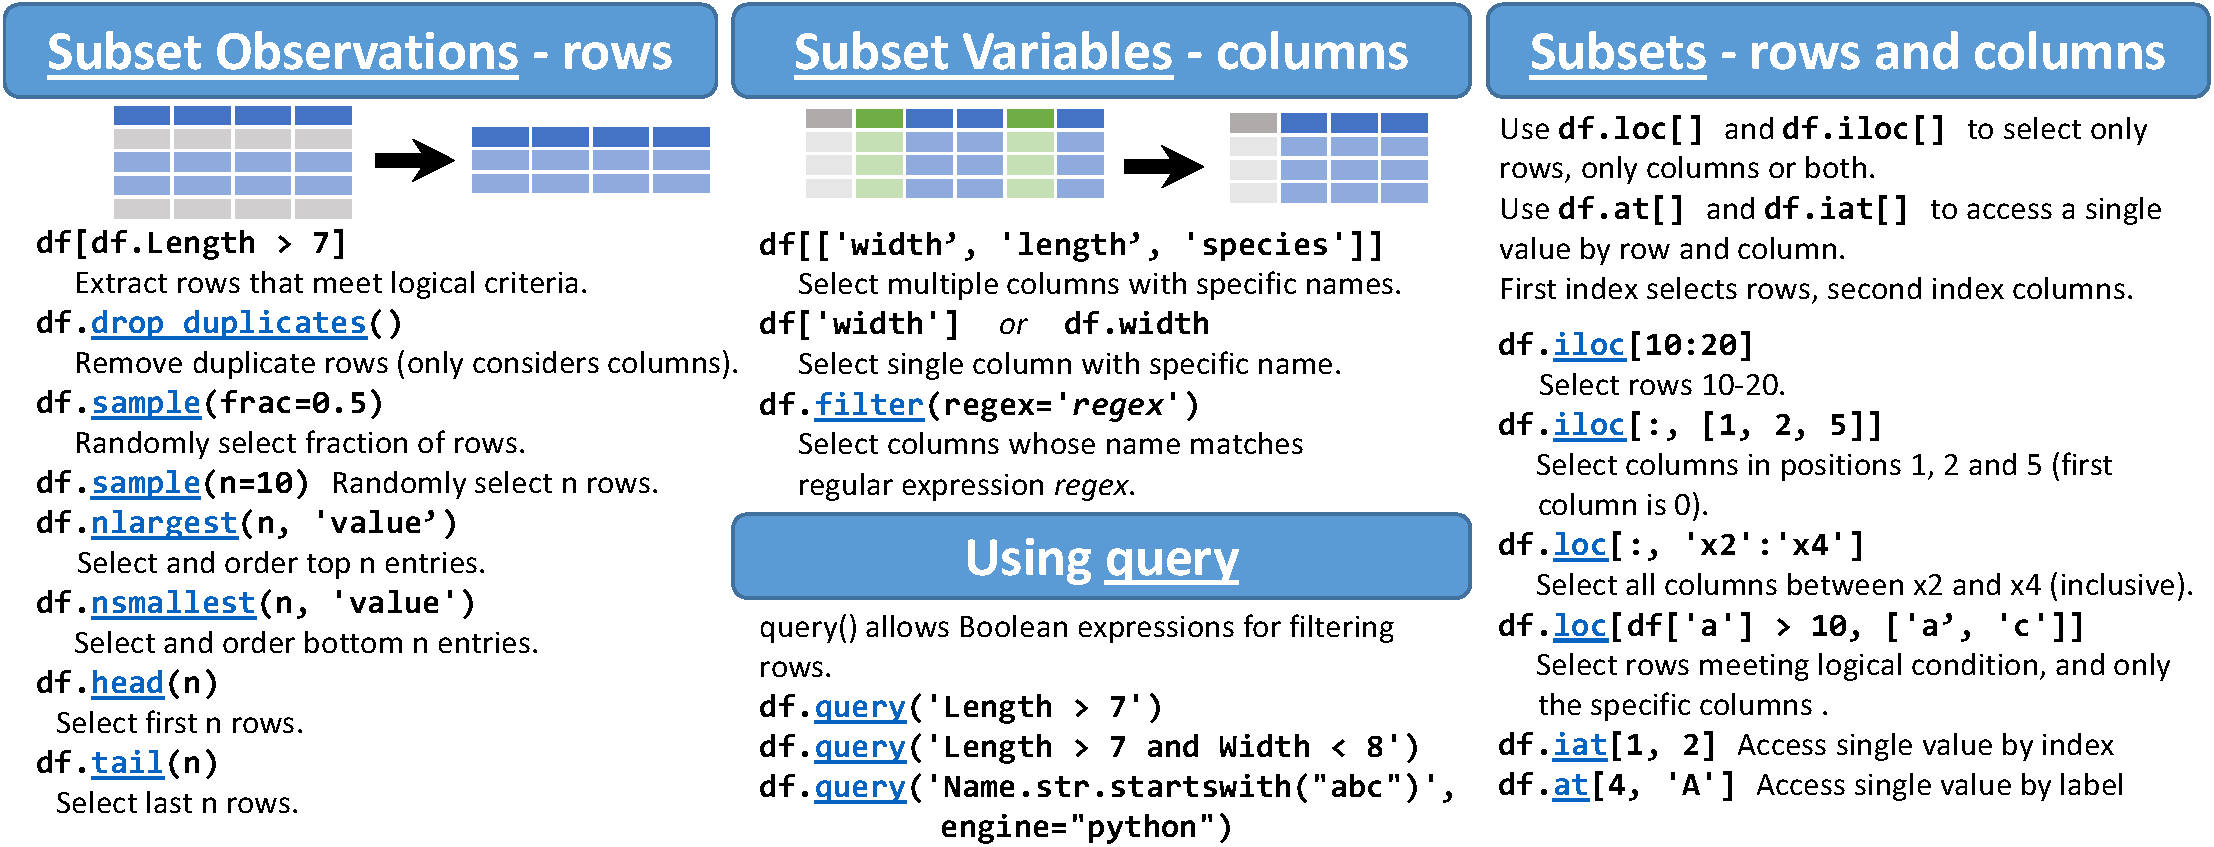 Subset Observations - rows
df[df.Length > 7]
Extract rows that meet logical criteria.
df.drop_duplicates()
Remove duplicate rows (only considers columns).
df.sample(frac=0.5)
Randomly select fraction of rows.
df.sample(n=10) Randomly select n rows.
df.nlargest(n, 'value’)
Select and order top n entries.
df.nsmallest(n, 'value')
Select and order bottom n entries.
df.head(n)
Select first n rows.
df.tail(n)
Select last n rows.
Subset Variables - columns
df[['width’, 'length’, 'species']]
Select multiple columns with specific names.
df['width'] or df.width
Select single column with specific name.
df.filter(regex='regex')
Select columns whose name matches
regular expression regex.
Using query
query() allows Boolean expressions for filtering
rows.
df.query('Length > 7')
df.query('Length > 7 and Width < 8')
df.query('Name.str.startswith("abc")',
engine="python")
Subsets - rows and columns
Use df.loc[] and df.iloc[] to select only
rows, only columns or both.
Use df.at[] and df.iat[] to access a single
value by row and column.
First index selects rows, second index columns.
df.iloc[10:20]
Select rows 10-20.
df.iloc[:, [1, 2, 5]]
Select columns in positions 1, 2 and 5 (first
column is 0).
df.loc[:, 'x2':'x4']
Select all columns between x2 and x4 (inclusive).
df.loc[df['a'] > 10, ['a’, 'c']]
Select rows meeting logical condition, and only
the specific columns .
df.iat[1, 2] Access single value by index
df.at[4, 'A'] Access single value by label